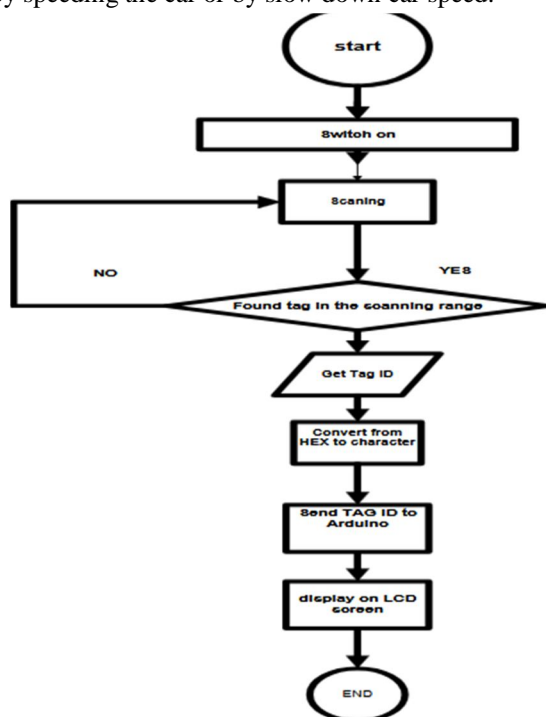 by speeding the car or by slow down car speed.
start
Switch on
Scaning
NO
YES
Found tag in the scanning range
Get Tag ID
Convert from
HEX to character
Send TAG ID to
Arduino
display on LCD
screen
END